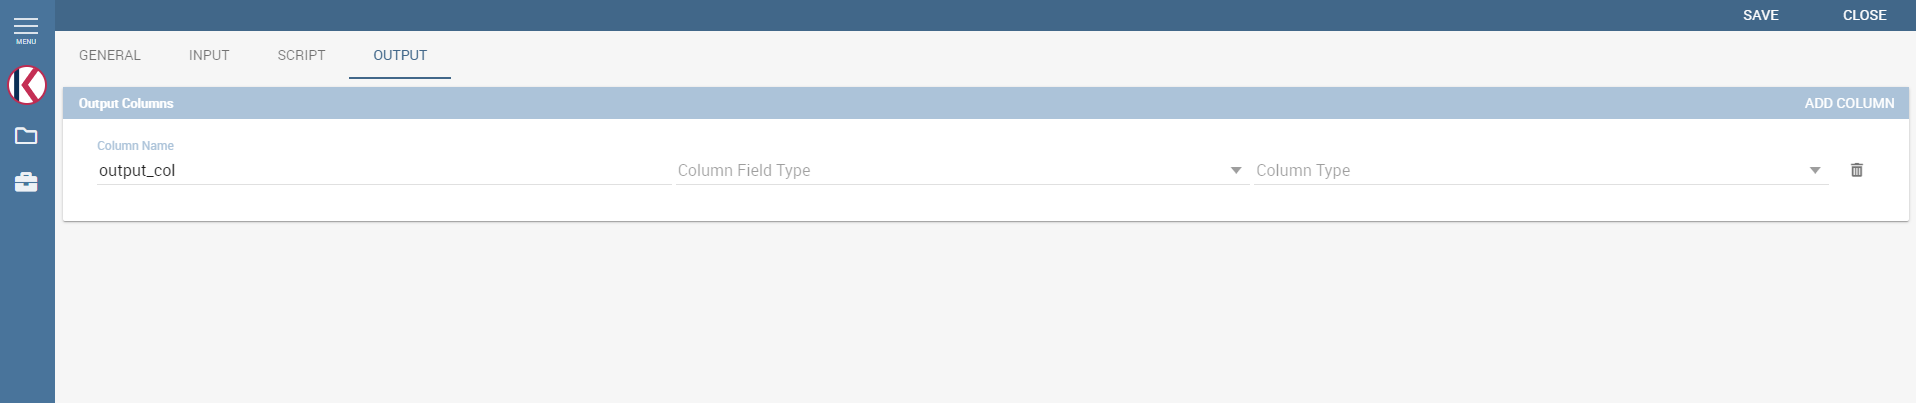 SAVE CLOSE
MENU
GENERAL INPUT SCRIPT OUTPUT
Output Columns ADD COLUMN
Column Name
output_col Column Field Type Column Type